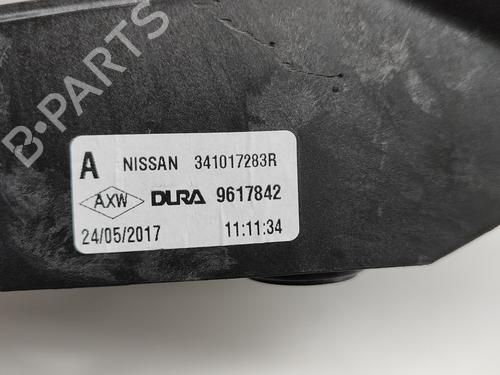 B-PARTS
A NISSAN 341017283R
AXW DURA 9617842
24/05/2017 11:11:34